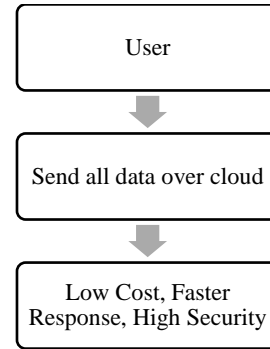 User
Send all data over cloud
Low Cost, Faster
Response, High Security